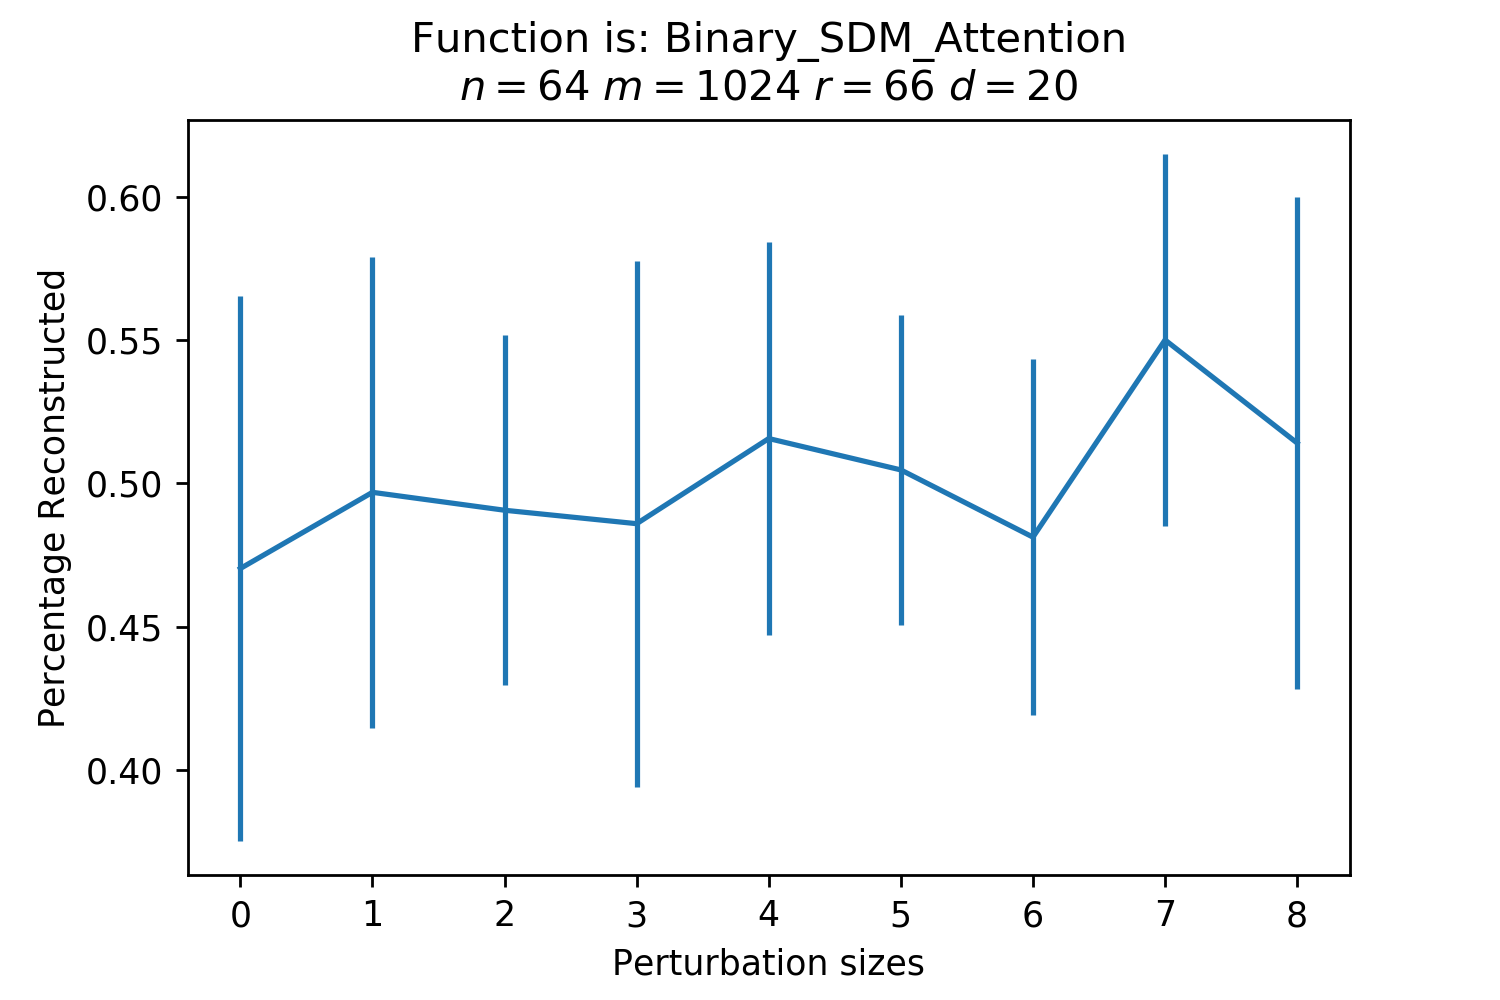 Function is: Binary_SDM_Attention
n = 64 m = 1024 r = 66 d = 20
Percentage Reconstructed
0.60
0.55
0.50
0.45
0.40
0 1 2 3 4 5 6 7 8
Perturbation sizes